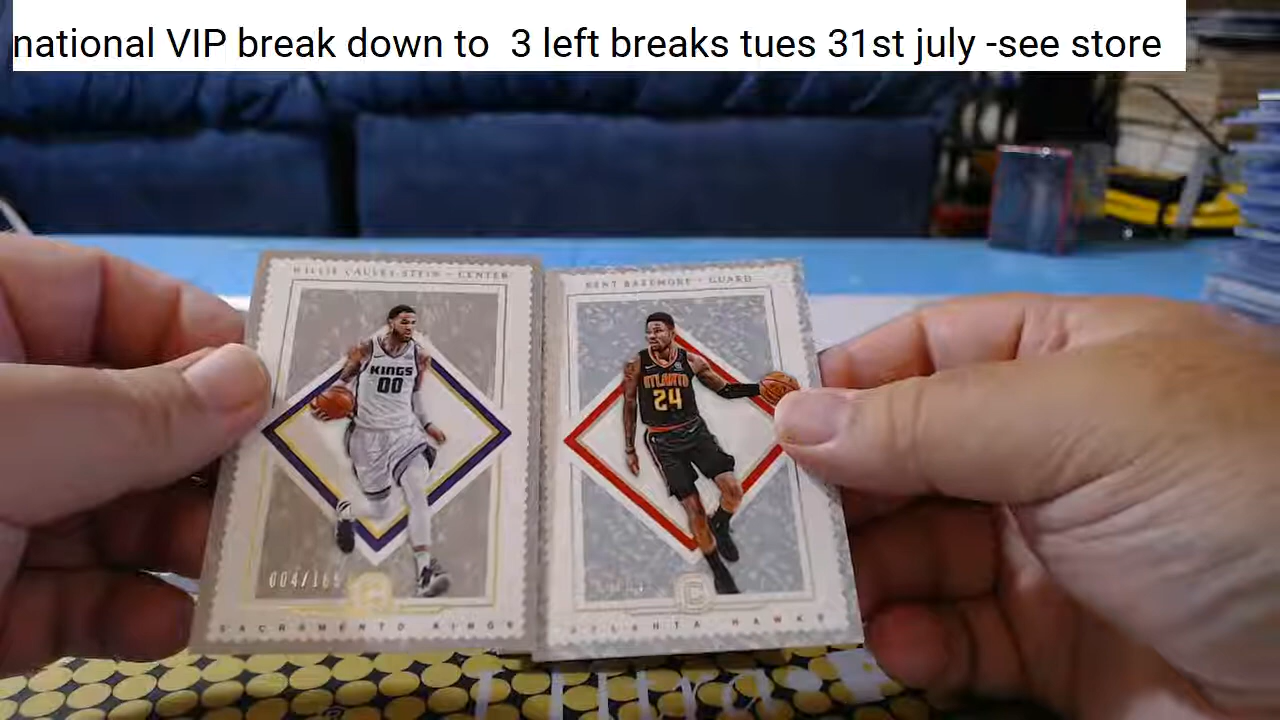 national VIP break down to  3 left breaks tues 31st july -see store
WILLIE CAULEY-STEIN - CENTER
KENT BAZEMORE - GUARD
KINGS
00
ATLANTA
24
004/165
SACRAMENTO KINGS
ATLANTA HAWKS